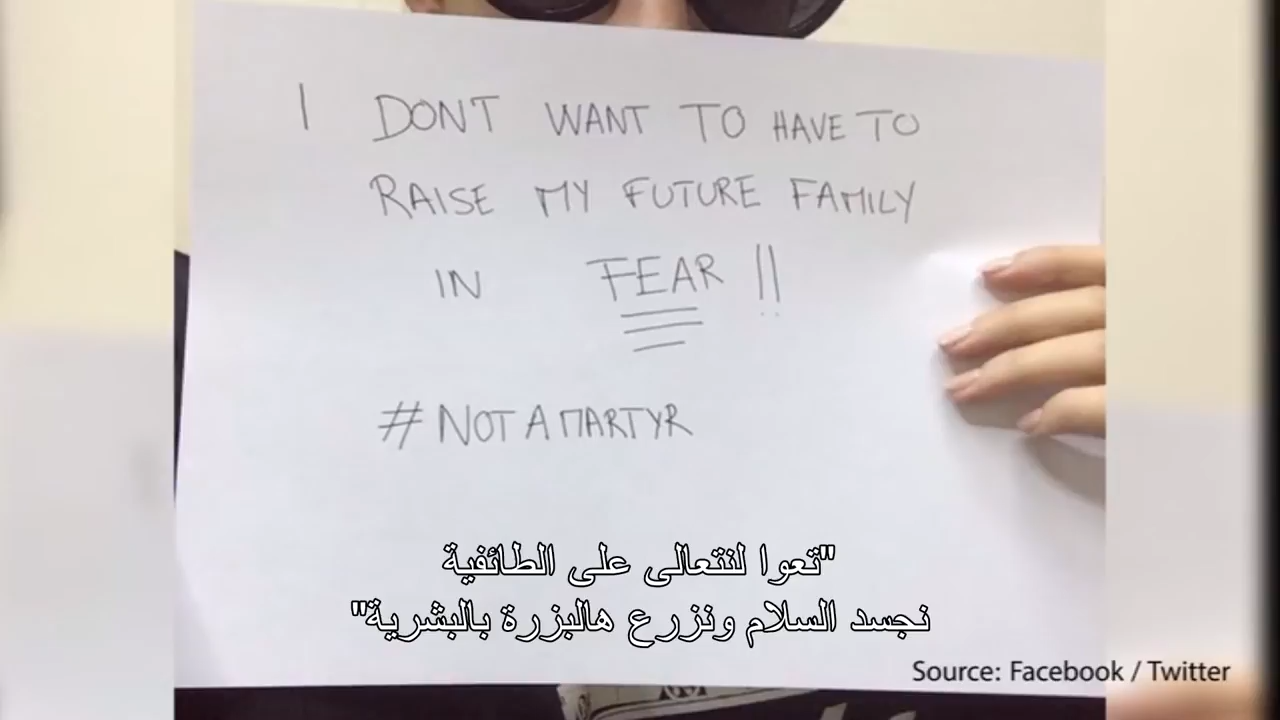 I DON'T WANT TO HAVE TO
RAISE MY FUTURE FAMILY
IN FEAR !!
#NOTAMARTYR
"تعوا لنتعالى على الطائفية
نجسد السلام ونزرع هالبزرة بالبشرية"
Source: Facebook / Twitter